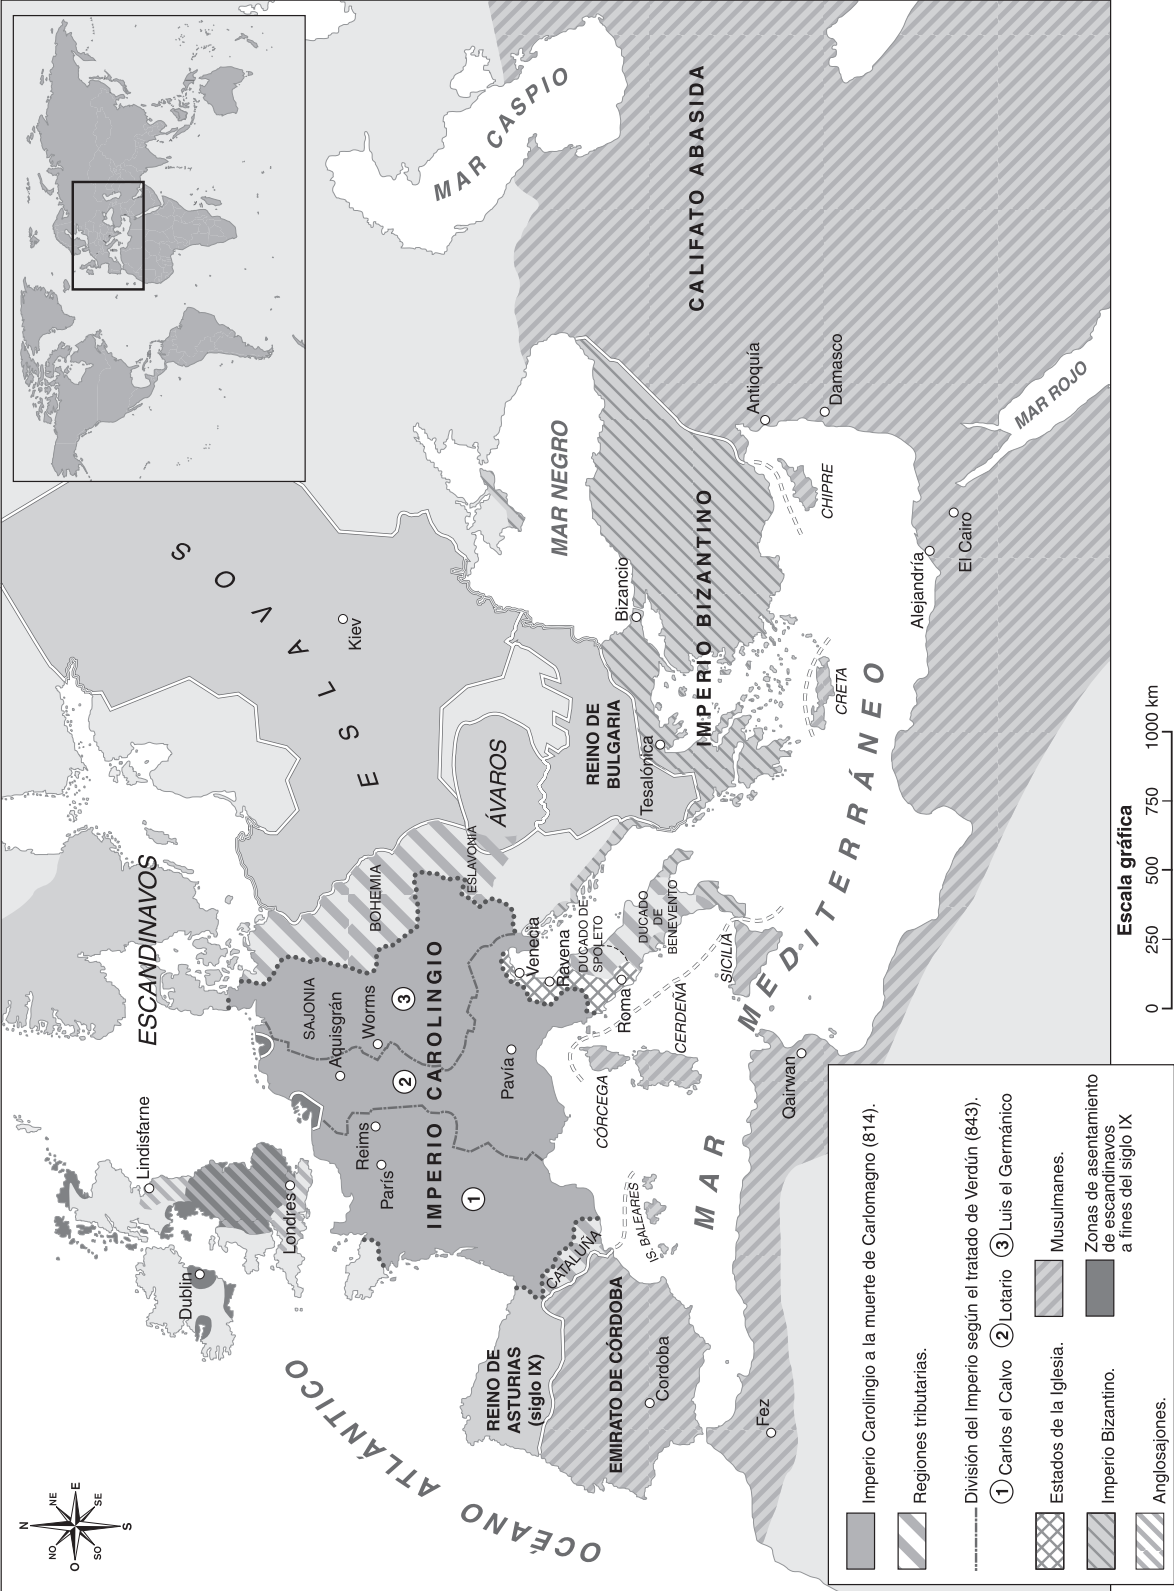 N
NE
E
SE
S
SO
O
NO
OCÉANO ATLÁNTICO
ESCANDINAVOS
ESLAVOS
Kiev
Lindisfarne
Dublín
Londres
SAJONIA
Aquisgrán
Worms
BOHEMIA
Reims
París
IMPERIO CAROLINGIO
1
2
3
Pavía
ESLAVONIA
ÁVAROS
Venecia
Ravena
DUCADO DE
SPOLETO
DUCADO
DE
BENEVENTO
Roma
REINO DE
BULGARIA
Tesalónica
Bizancio
IMPERIO BIZANTINO
MAR NEGRO
MAR CASPIO
CALIFATO ABASIDA
Antioquía
Damasco
CHIPRE
CRETA
MAR ROJO
El Cairo
Alejandría
REINO DE
ASTURIAS
(siglo IX)
CATALUÑA
EMIRATO DE CÓRDOBA
Cordoba
IS. BALEARES
CÓRCEGA
CERDEÑA
SICILIA
MAR MEDITERRÁNEO
Fez
Qairwan
Imperio Carolingio a la muerte de Carlomagno (814).
Regiones tributarias.
División del Imperio según el tratado de Verdún (843).
1 Carlos el Calvo 2 Lotario 3 Luis el Germánico
Estados de la Iglesia.
Musulmanes.
Imperio Bizantino.
Zonas de asentamiento
de escandinavos
a fines del siglo IX
Anglosajones.
Escala gráfica
0 250 500 750 1000 km